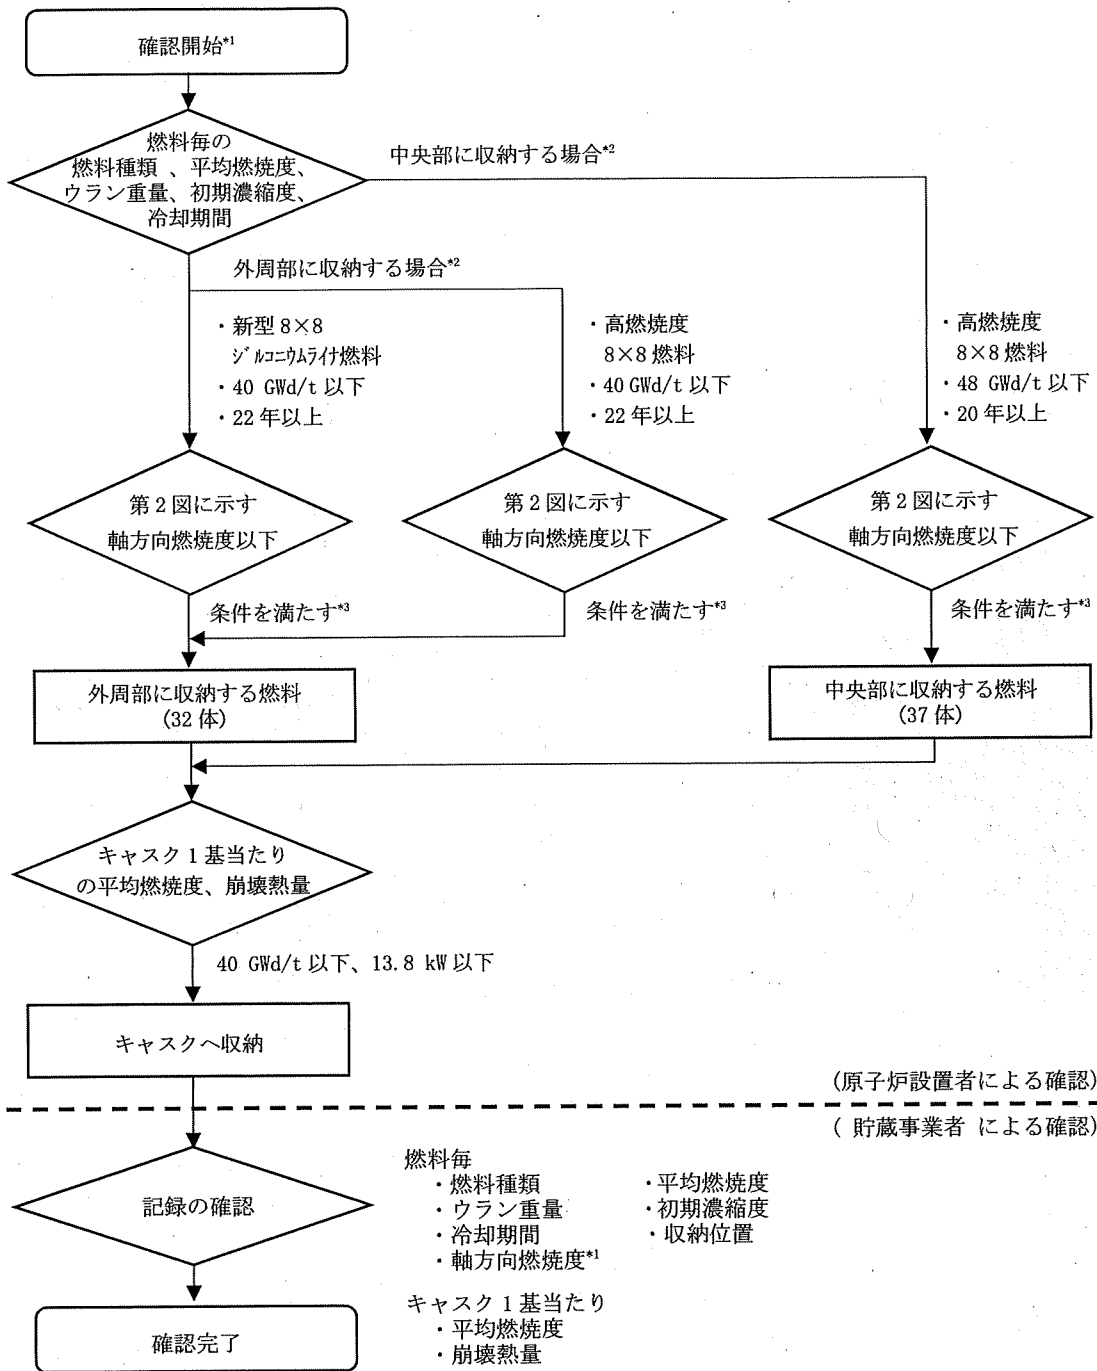 確認開始*1
燃料毎の
燃料種類 、平均燃焼度、
ウラン重量、初期濃縮度、
冷却期間
中央部に収納する場合*2
外周部に収納する場合*2
・新型 8×8
ジルコニウムライナ燃料
・40 GWd/t 以下
・22 年以上
・高燃焼度
8×8 燃料
・40 GWd/t 以下
・22 年以上
・高燃焼度
8×8 燃料
・48 GWd/t 以下
・20 年以上
第 2 図に示す
軸方向燃焼度以下
第 2 図に示す
軸方向燃焼度以下
第 2 図に示す
軸方向燃焼度以下
条件を満たす*3
条件を満たす*3
条件を満たす*3
外周部に収納する燃料
(32 体)
中央部に収納する燃料
(37 体)
キャスク 1 基当たり
の平均燃焼度、崩壊熱量
40 GWd/t 以下、13.8 kW 以下
キャスクへ収納
(原子炉設置者による確認)
( 貯蔵事業者 による確認)
記録の確認
燃料毎
・燃料種類
・平均燃焼度
・ウラン重量
・初期濃縮度
・冷却期間
・収納位置
・軸方向燃焼度*1
キャスク 1 基当たり
・平均燃焼度
・崩壊熱量
確認完了